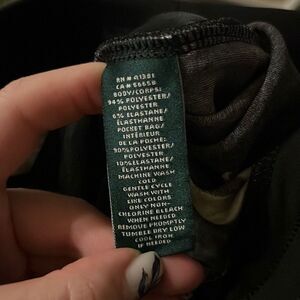 RN# 41381
CA# 56658
BODY/CORPS:
94% POLYESTER/
POLYESTER
6% ELASTANE/
ÉLASTHANNE
POCKET BAG/
INTÉRIEUR
DE LA POCHE:
90% POLYESTER/
POLYESTER
10% ELASTANE/
ÉLASTHANNE
MACHINE WASH
COLD
GENTLE CYCLE
WASH WITH
LIKE COLORS
ONLY NON-
CHLORINE BLEACH
WHEN NEEDED
REMOVE PROMPTLY
TUMBLE DRY LOW
COOL IRON
IF NEEDED